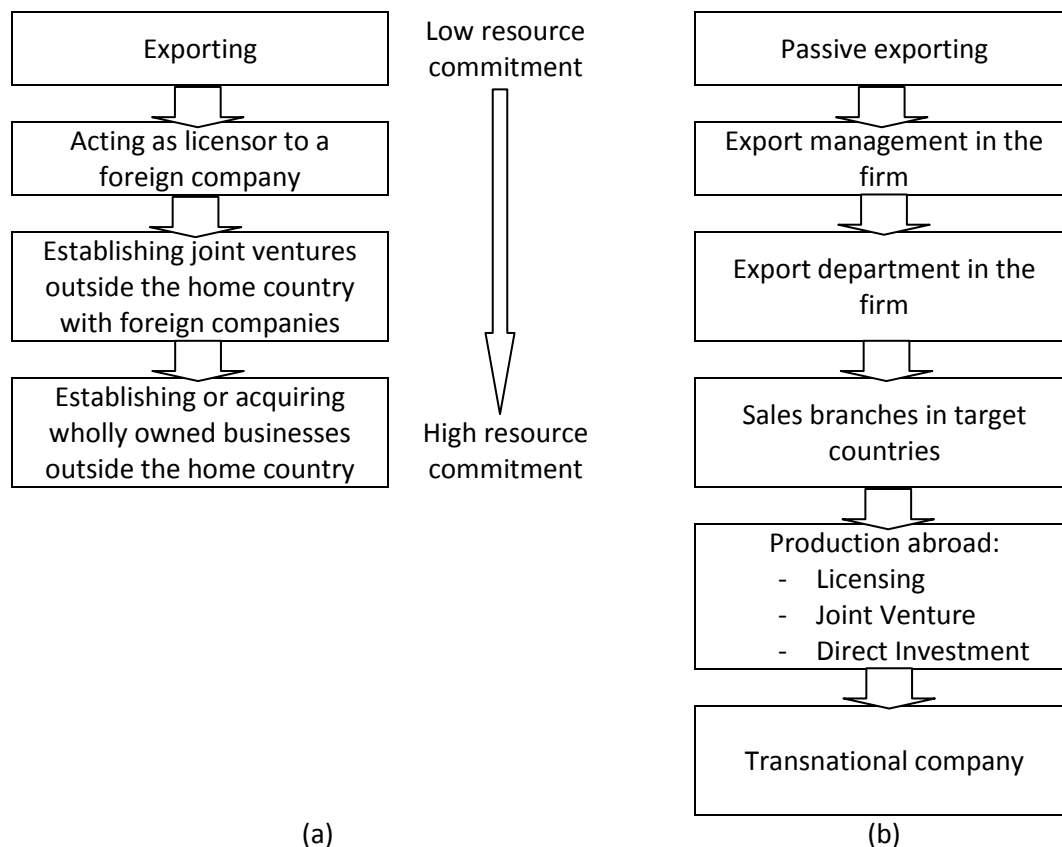 Exporting
Acting as licensor to a
foreign company
Establishing joint ventures
outside the home country
with foreign companies
Establishing or acquiring
wholly owned businesses
outside the home country
(a)
Low resource
commitment
High resource
commitment
Passive exporting
Export management in the
firm
Export department in the
firm
Sales branches in target
countries
Production abroad:
- Licensing
- Joint Venture
- Direct Investment
Transnational company
(b)